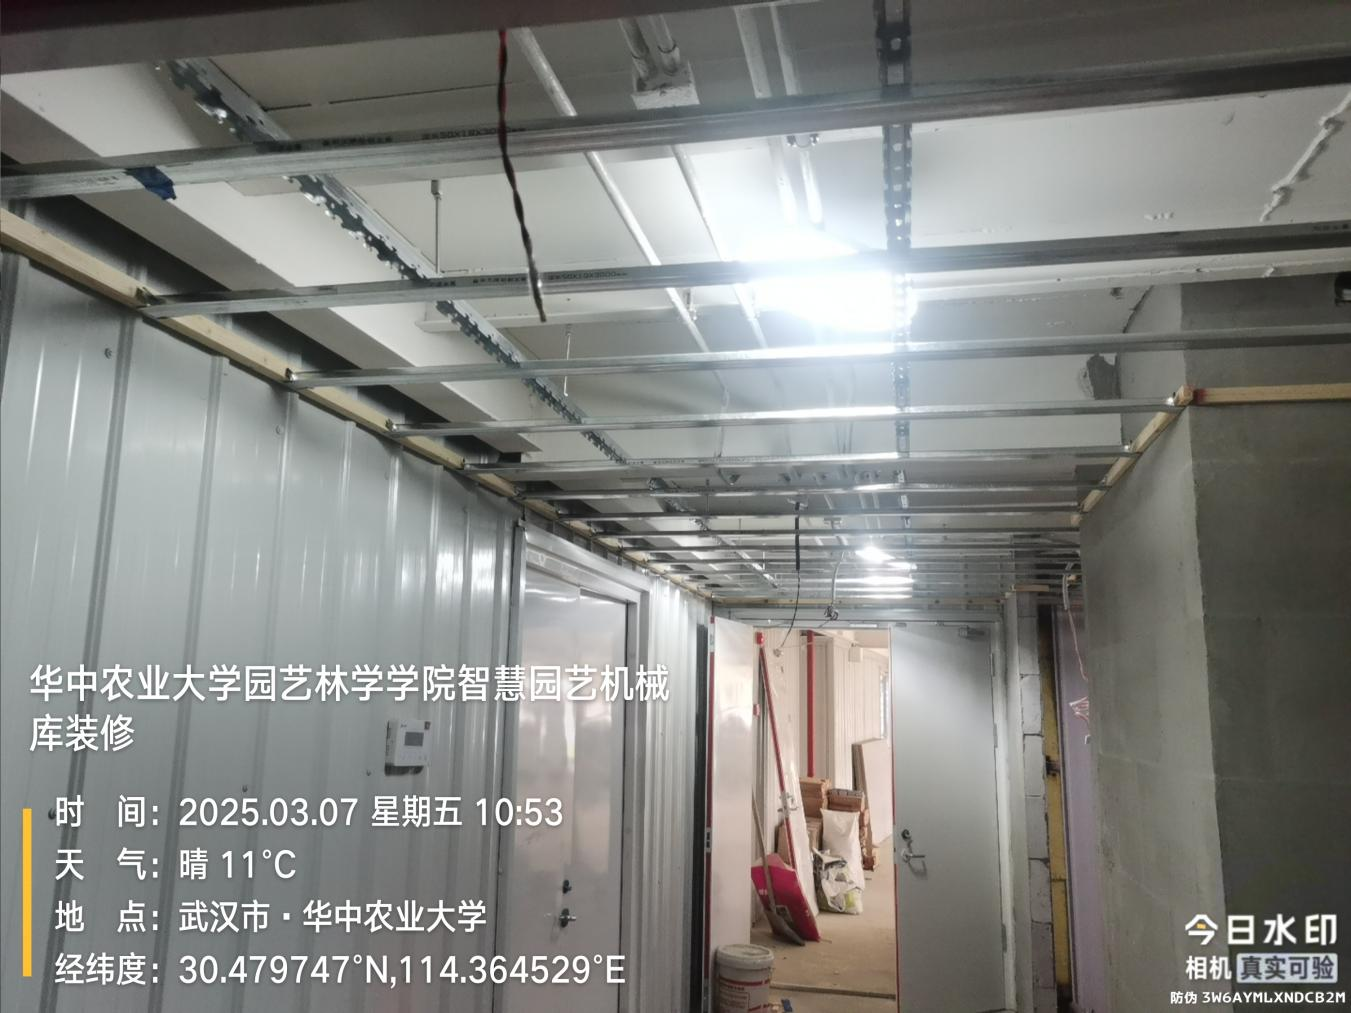 华中农业大学园艺林学学院智慧园艺机械
库装修
时 间：2025.03.07 星期五 10:53
天 气：晴 11°C
地 点：武汉市·华中农业大学
经纬度：30.479747°N,114.364529°E
今日水印
相机 真实可验
防伪 3W6AYMLXNDCB2M